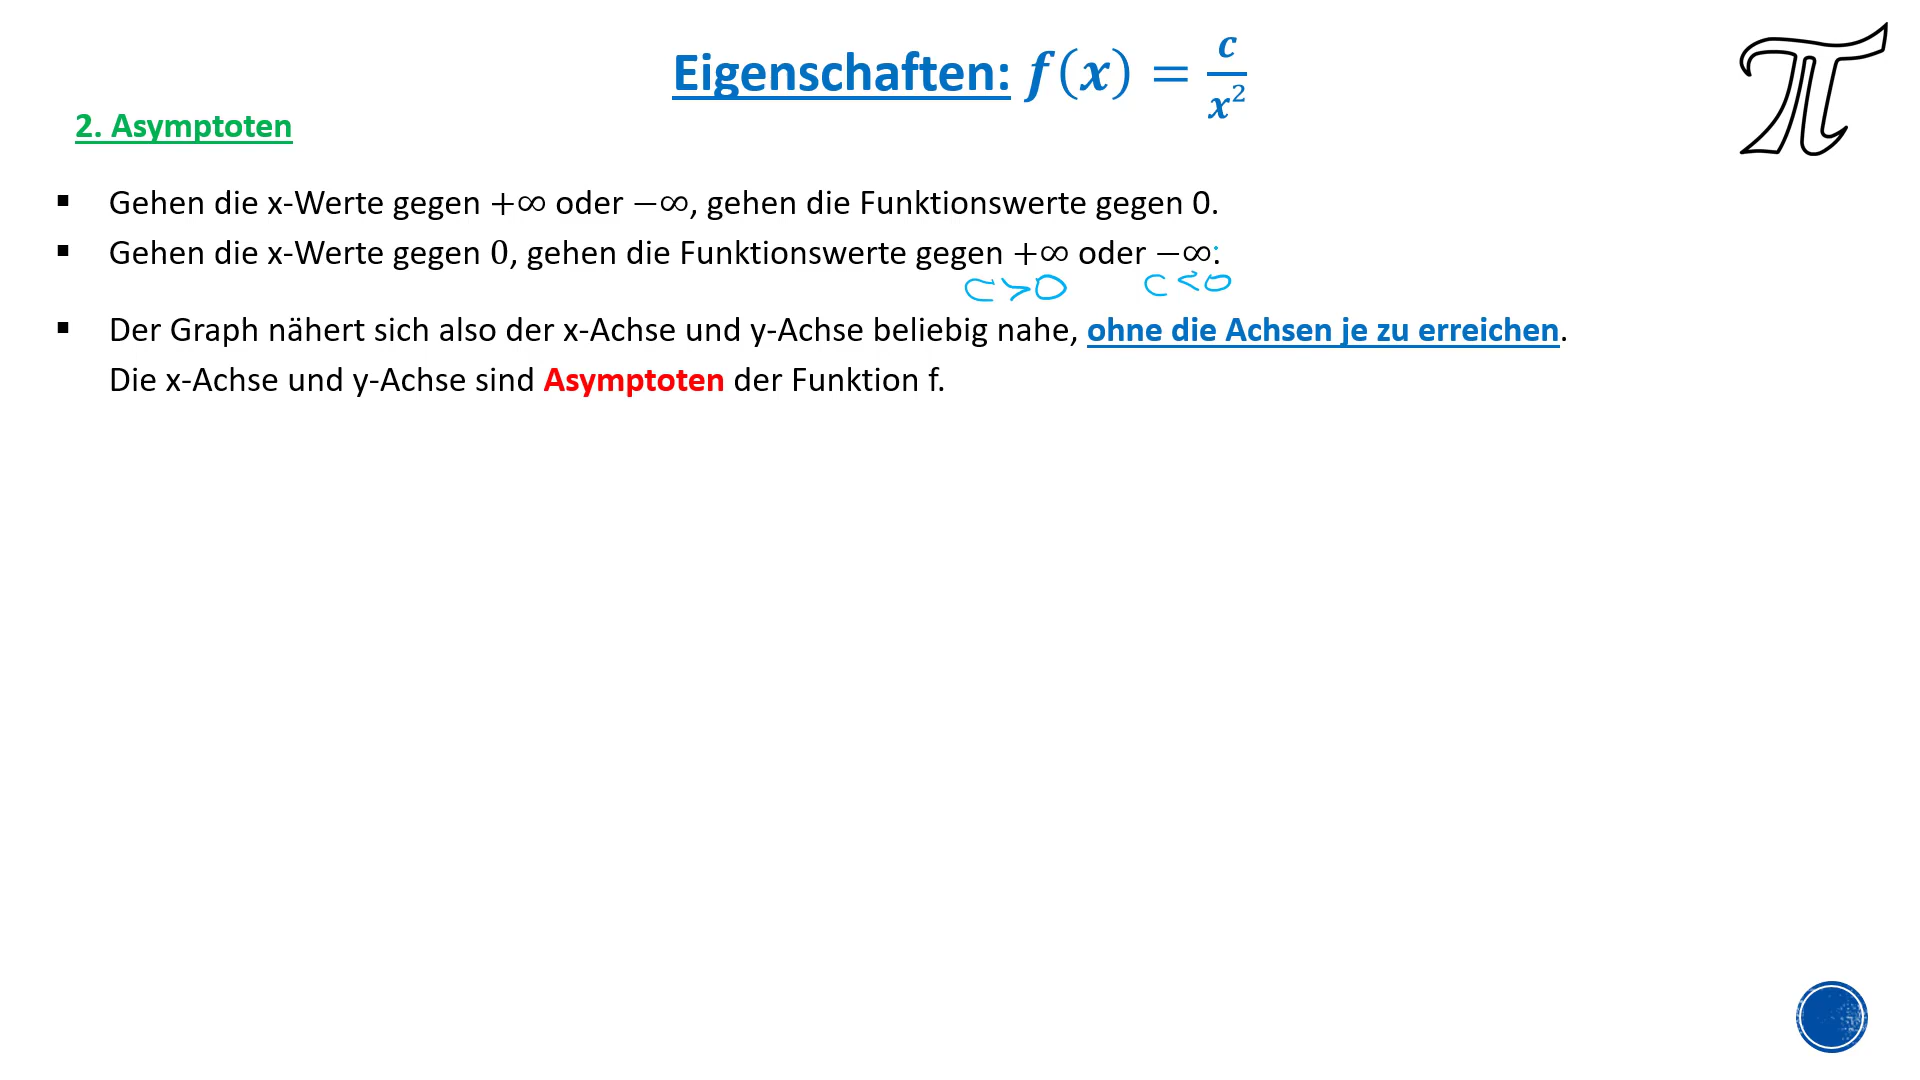 Eigenschaften: f(x) = c/x²
2. Asymptoten
▪ Gehen die x-Werte gegen +∞ oder −∞, gehen die Funktionswerte gegen 0.
▪ Gehen die x-Werte gegen 0, gehen die Funktionswerte gegen +∞ oder −∞.
c>0 c<0
▪ Der Graph nähert sich also der x-Achse und y-Achse beliebig nahe, ohne die Achsen je zu erreichen.
Die x-Achse und y-Achse sind Asymptoten der Funktion f.